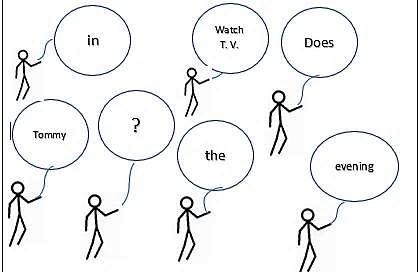 in
Watch
T. V.
Does
Tommy
?
the
evening